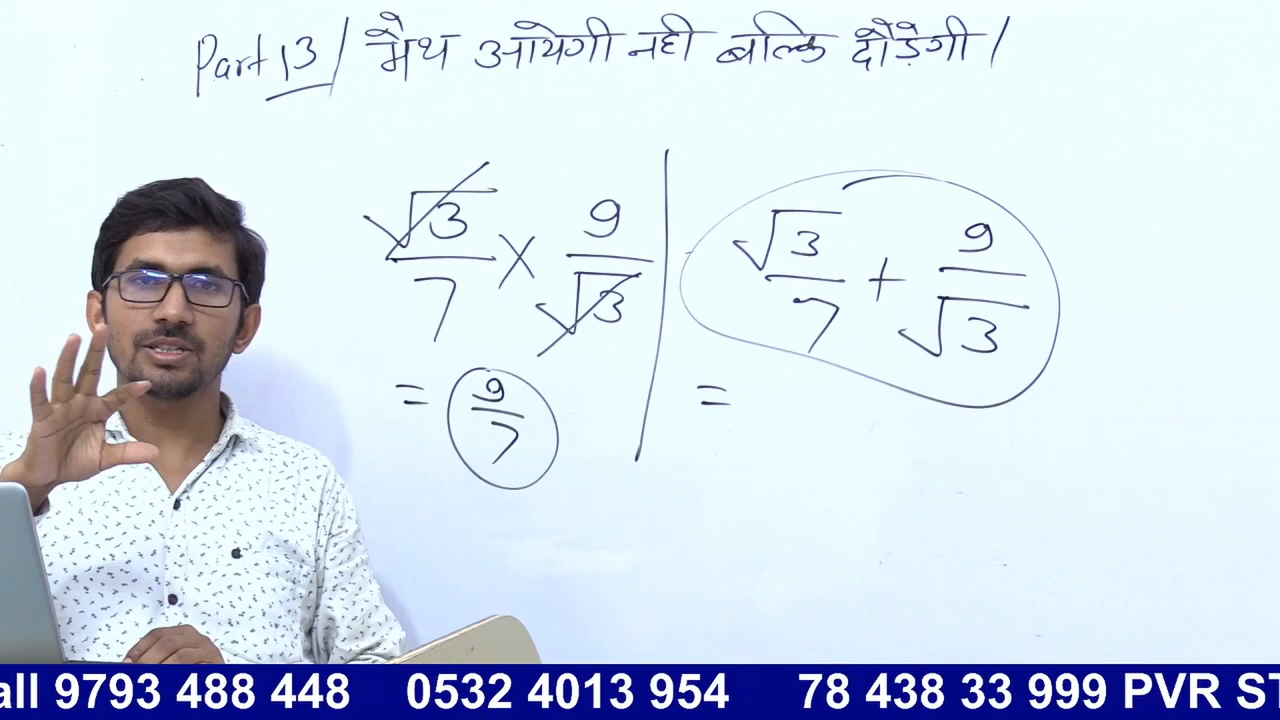 Part 13 / मैथ आयेगी नही बल्कि दौड़ेगी /
√3/7 × 9/√3
= 9/7
√3/7 + 9/√3
=
all 9793 488 448 0532 4013 954 78 438 33 999 PVR ST